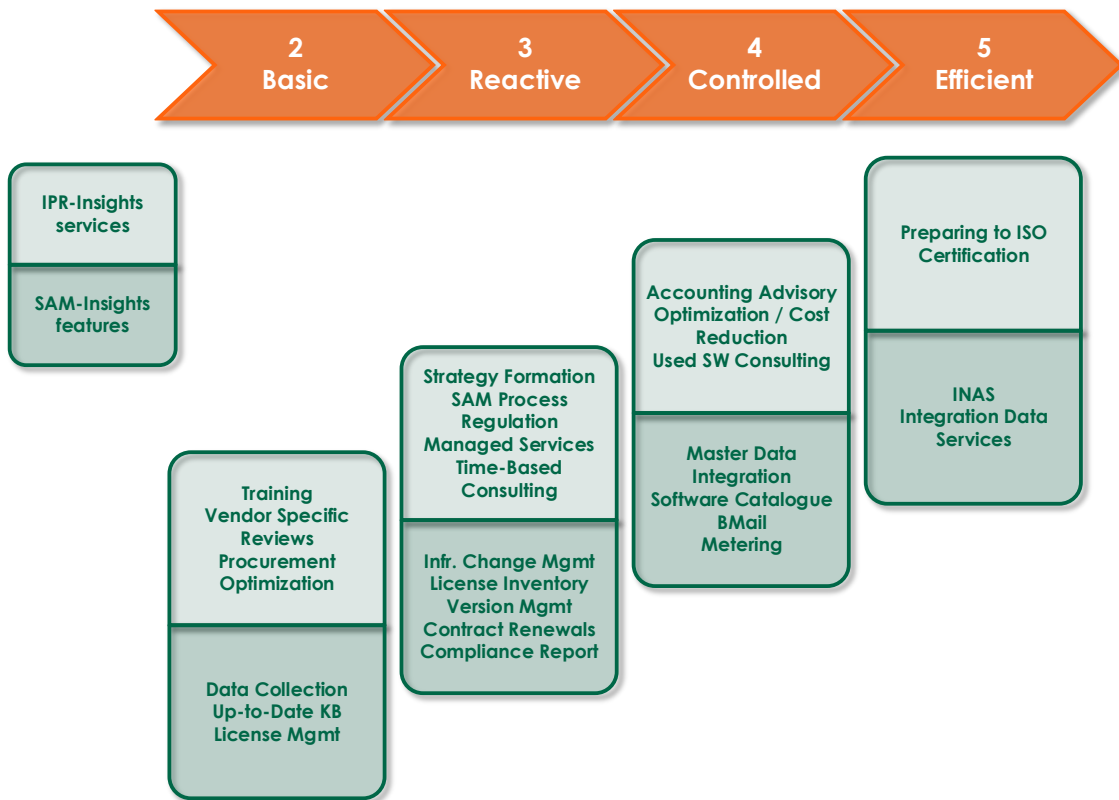 2
Basic
3
Reactive
4
Controlled
5
Efficient
IPR-Insights
services
SAM-Insights
features
Training
Vendor Specific
Reviews
Procurement
Optimization
Data Collection
Up-to-Date KB
License Mgmt
Strategy Formation
SAM Process
Regulation
Managed Services
Time-Based
Consulting
Infr. Change Mgmt
License Inventory
Version Mgmt
Contract Renewals
Compliance Report
Accounting Advisory
Optimization / Cost
Reduction
Used SW Consulting
Master Data
Integration
Software Catalogue
BMail
Metering
Preparing to ISO
Certification
INAS
Integration Data
Services